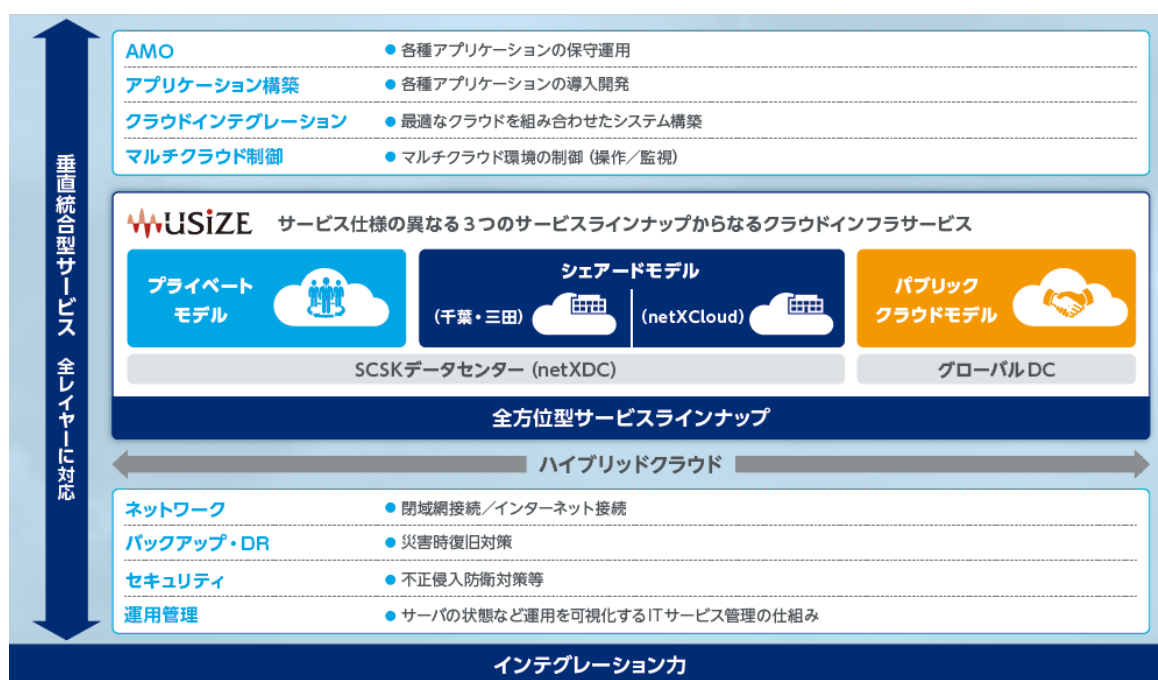 垂直統合型サービス 全レイヤーに対応
AMO ●各種アプリケーションの保守運用
アプリケーション構築 ●各種アプリケーションの導入開発
クラウドインテグレーション ●最適なクラウドを組み合わせたシステム構築
マルチクラウド制御 ●マルチクラウド環境の制御（操作／監視）
USiZE サービス仕様の異なる３つのサービスラインナップからなるクラウドインフラサービス
プライベート
モデル
シェアードモデル
（千葉・三田）
（netXCloud）
パブリック
クラウドモデル
SCSKデータセンター（netXDC）
グローバルDC
全方位型サービスラインナップ
ハイブリッドクラウド
ネットワーク ●閉域網接続／インターネット接続
バックアップ・DR ●災害時復旧対策
セキュリティ ●不正侵入防衛対策等
運用管理 ●サーバの状態など運用を可視化するITサービス管理の仕組み
インテグレーション力